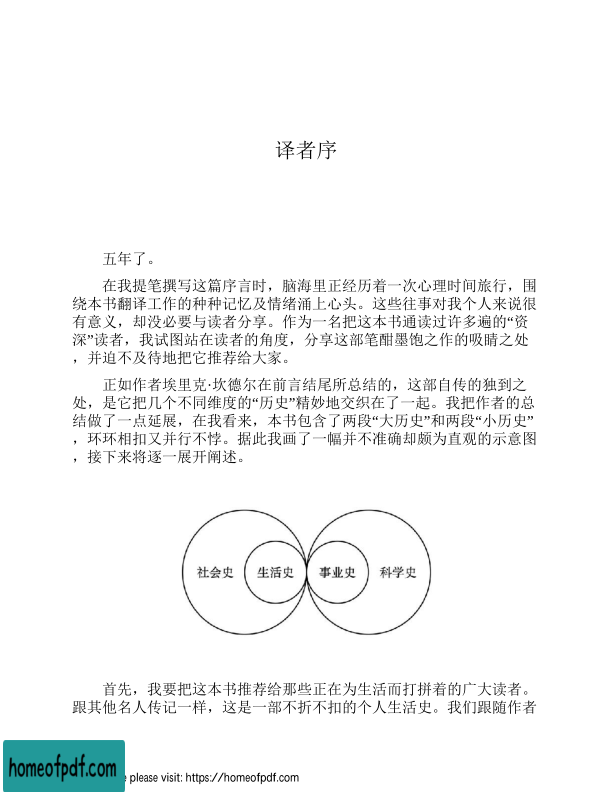 译者序
五年了。
在我提笔撰写这篇序言时，脑海里正经历着一次心理时间旅行，围
绕本书翻译工作的种种记忆及情绪涌上心头。这些往事对我个人来说很
有意义，却没必要与读者分享。作为一名把这本书通读过许多遍的“资
深”读者，我试图站在读者的角度，分享这部笔酣墨饱之作的吸睛之处
，并迫不及待地把它推荐给大家。
正如作者埃里克·坎德尔在前言结尾所总结的，这部自传的独到之
处，是它把几个不同维度的“历史”精妙地交织在了一起。我把作者的总
结做了一点延展，在我看来，本书包含了两段“大历史”和两段“小历史”
，环环相扣又并行不悖。据此我画了一幅并不准确却颇为直观的示意图
，接下来将逐一展开阐述。
社会史 生活史 事业史 科学史
首先，我要把这本书推荐给那些正在为生活而打拼着的广大读者。
跟其他名人传记一样，这是一部不折不扣的个人生活史。我们跟随作者
homeofpdf.com
e please visit: https://homeofpdf.com